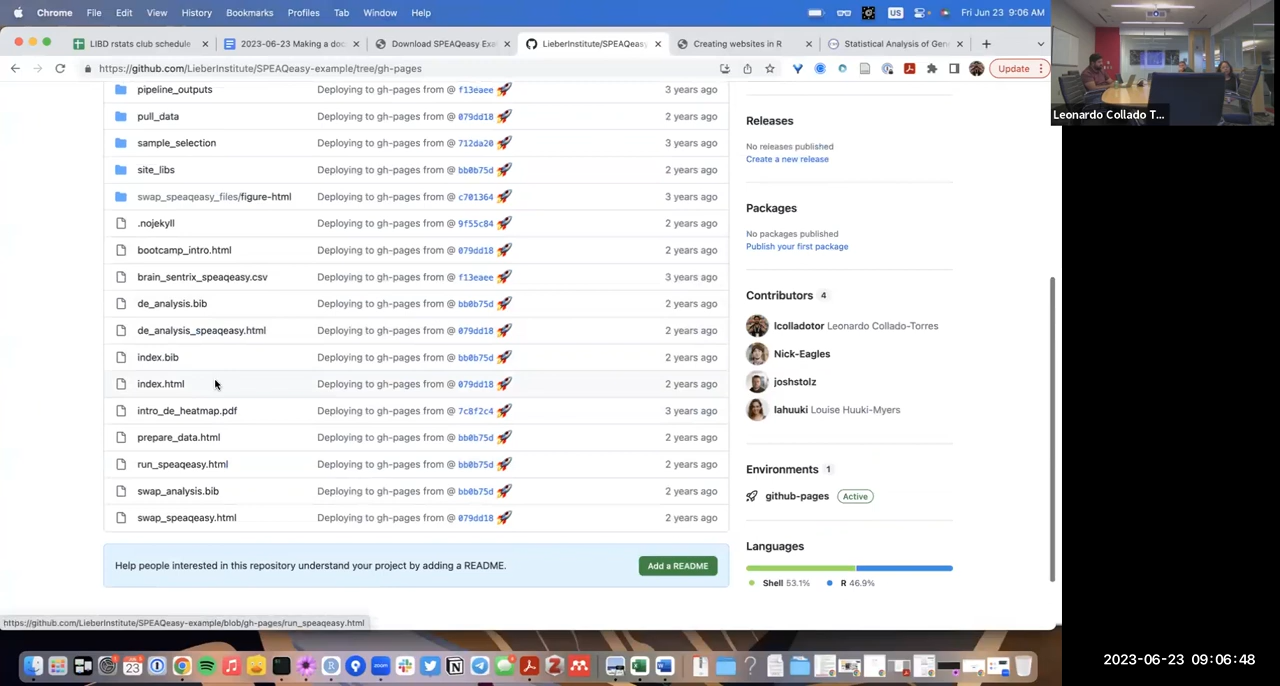 Chrome File Edit View History Bookmarks Profiles Tab Window Help US Fri Jun 23 9:06 AM
LIBD rstats club schedule 2023-06-23 Making a doc Download SPEAQeasy Exa LieberInstitute/SPEAQeasy Creating websites in R Statistical Analysis of Gen
https://github.com/LieberInstitute/SPEAQeasy-example/tree/gh-pages Update
Leonardo Collado T...
pipeline_outputs Deploying to gh-pages from @ f13eaee 3 years ago
pull_data Deploying to gh-pages from @ 079dd18 2 years ago
sample_selection Deploying to gh-pages from @ 712da20 3 years ago
site_libs Deploying to gh-pages from @ bb0b75d 2 years ago
swap_speaqeasy_files/figure-html Deploying to gh-pages from @ c701364 3 years ago
.nojekyll Deploying to gh-pages from @ 9f55c84 2 years ago
bootcamp_intro.html Deploying to gh-pages from @ 079dd18 2 years ago
brain_sentrix_speaqeasy.csv Deploying to gh-pages from @ f13eaee 3 years ago
de_analysis.bib Deploying to gh-pages from @ bb0b75d 2 years ago
de_analysis_speaqeasy.html Deploying to gh-pages from @ 079dd18 2 years ago
index.bib Deploying to gh-pages from @ bb0b75d 2 years ago
index.html Deploying to gh-pages from @ 079dd18 2 years ago
intro_de_heatmap.pdf Deploying to gh-pages from @ 7c8f2c4 3 years ago
prepare_data.html Deploying to gh-pages from @ bb0b75d 2 years ago
run_speaqeasy.html Deploying to gh-pages from @ bb0b75d 2 years ago
swap_analysis.bib Deploying to gh-pages from @ bb0b75d 2 years ago
swap_speaqeasy.html Deploying to gh-pages from @ 079dd18 2 years ago
Help people interested in this repository understand your project by adding a README. Add a README
Releases
No releases published
Create a new release
Packages
No packages published
Publish your first package
Contributors 4
lcolladotor Leonardo Collado-Torres
Nick-Eagles
joshstolz
lahuuki Louise Huuki-Myers
Environments 1
github-pages Active
Languages
Shell 53.1% R 46.9%
https://github.com/LieberInstitute/SPEAQeasy-example/blob/gh-pages/run_speaqeasy.html
2023-06-23 09:06:48